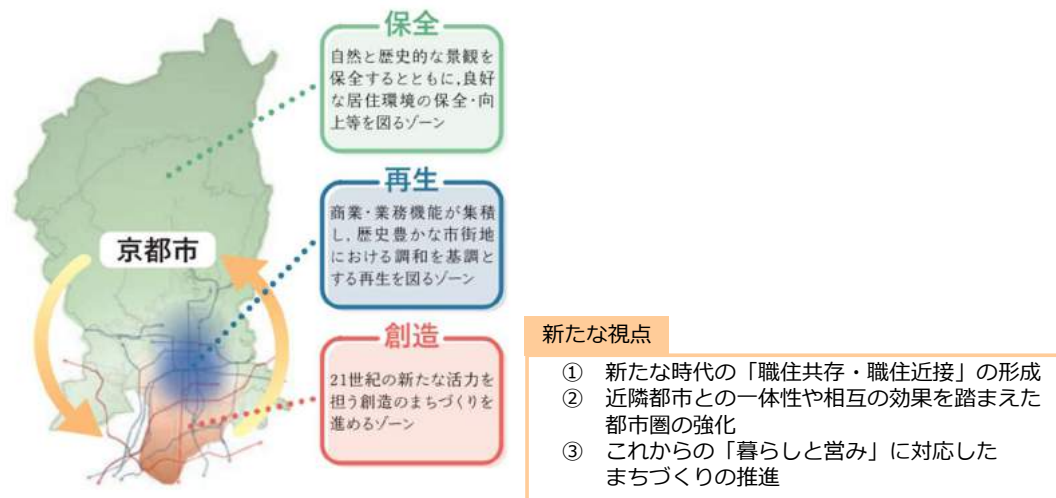 保全
自然と歴史的な景観を
保全するとともに,良好
な居住環境の保全・向
上等を図るゾーン
再生
商業・業務機能が集積
し,歴史豊かな市街地
における調和を基調と
する再生を図るゾーン
京都市
創造
21世紀の新たな活力を
担う創造のまちづくりを
進めるゾーン
新たな視点
① 新たな時代の「職住共存・職住近接」の形成
② 近隣都市との一体性や相互の効果を踏まえた
都市圏の強化
③ これからの「暮らしと営み」に対応した
まちづくりの推進